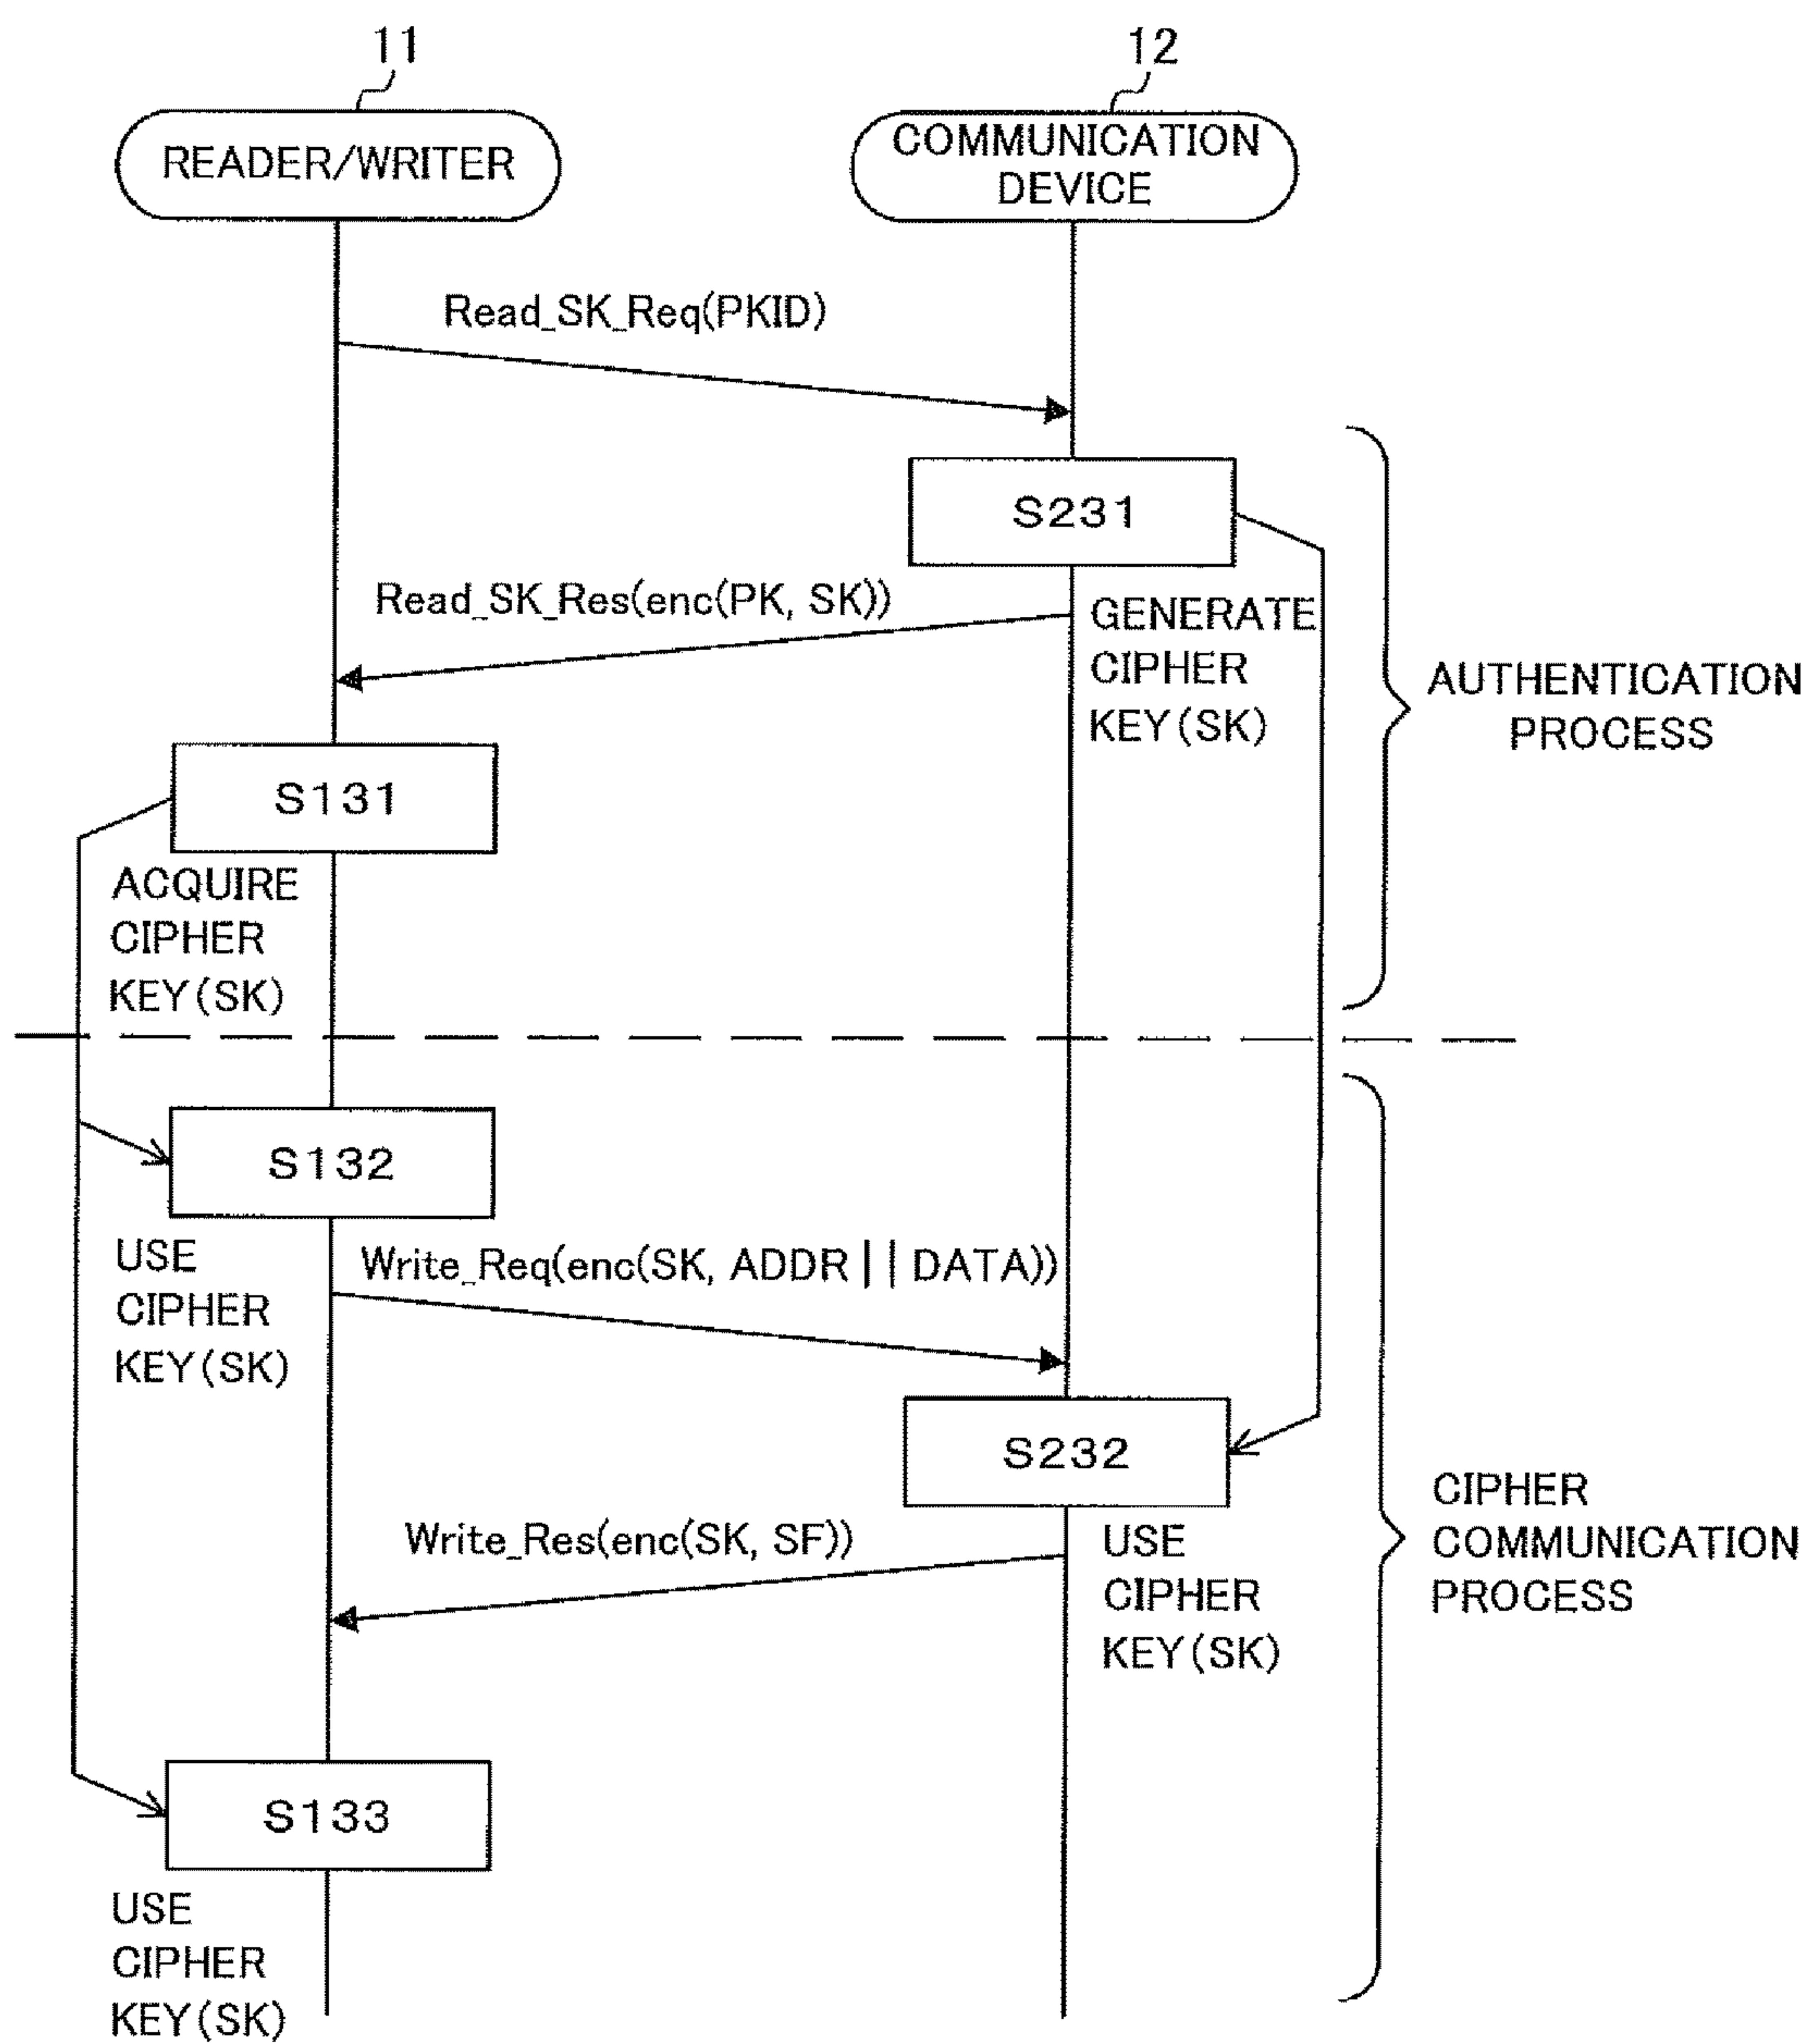 11
12
READER/WRITER
COMMUNICATION
DEVICE
Read_SK_Req(PKID)
S231
Read_SK_Res(enc(PK, SK))
GENERATE
CIPHER
KEY(SK)
AUTHENTICATION
PROCESS
S131
ACQUIRE
CIPHER
KEY(SK)
S132
USE
CIPHER
KEY(SK)
Write_Req(enc(SK, ADDR||DATA))
S232
Write_Res(enc(SK, SF))
USE
CIPHER
KEY(SK)
CIPHER
COMMUNICATION
PROCESS
S133
USE
CIPHER
KEY(SK)